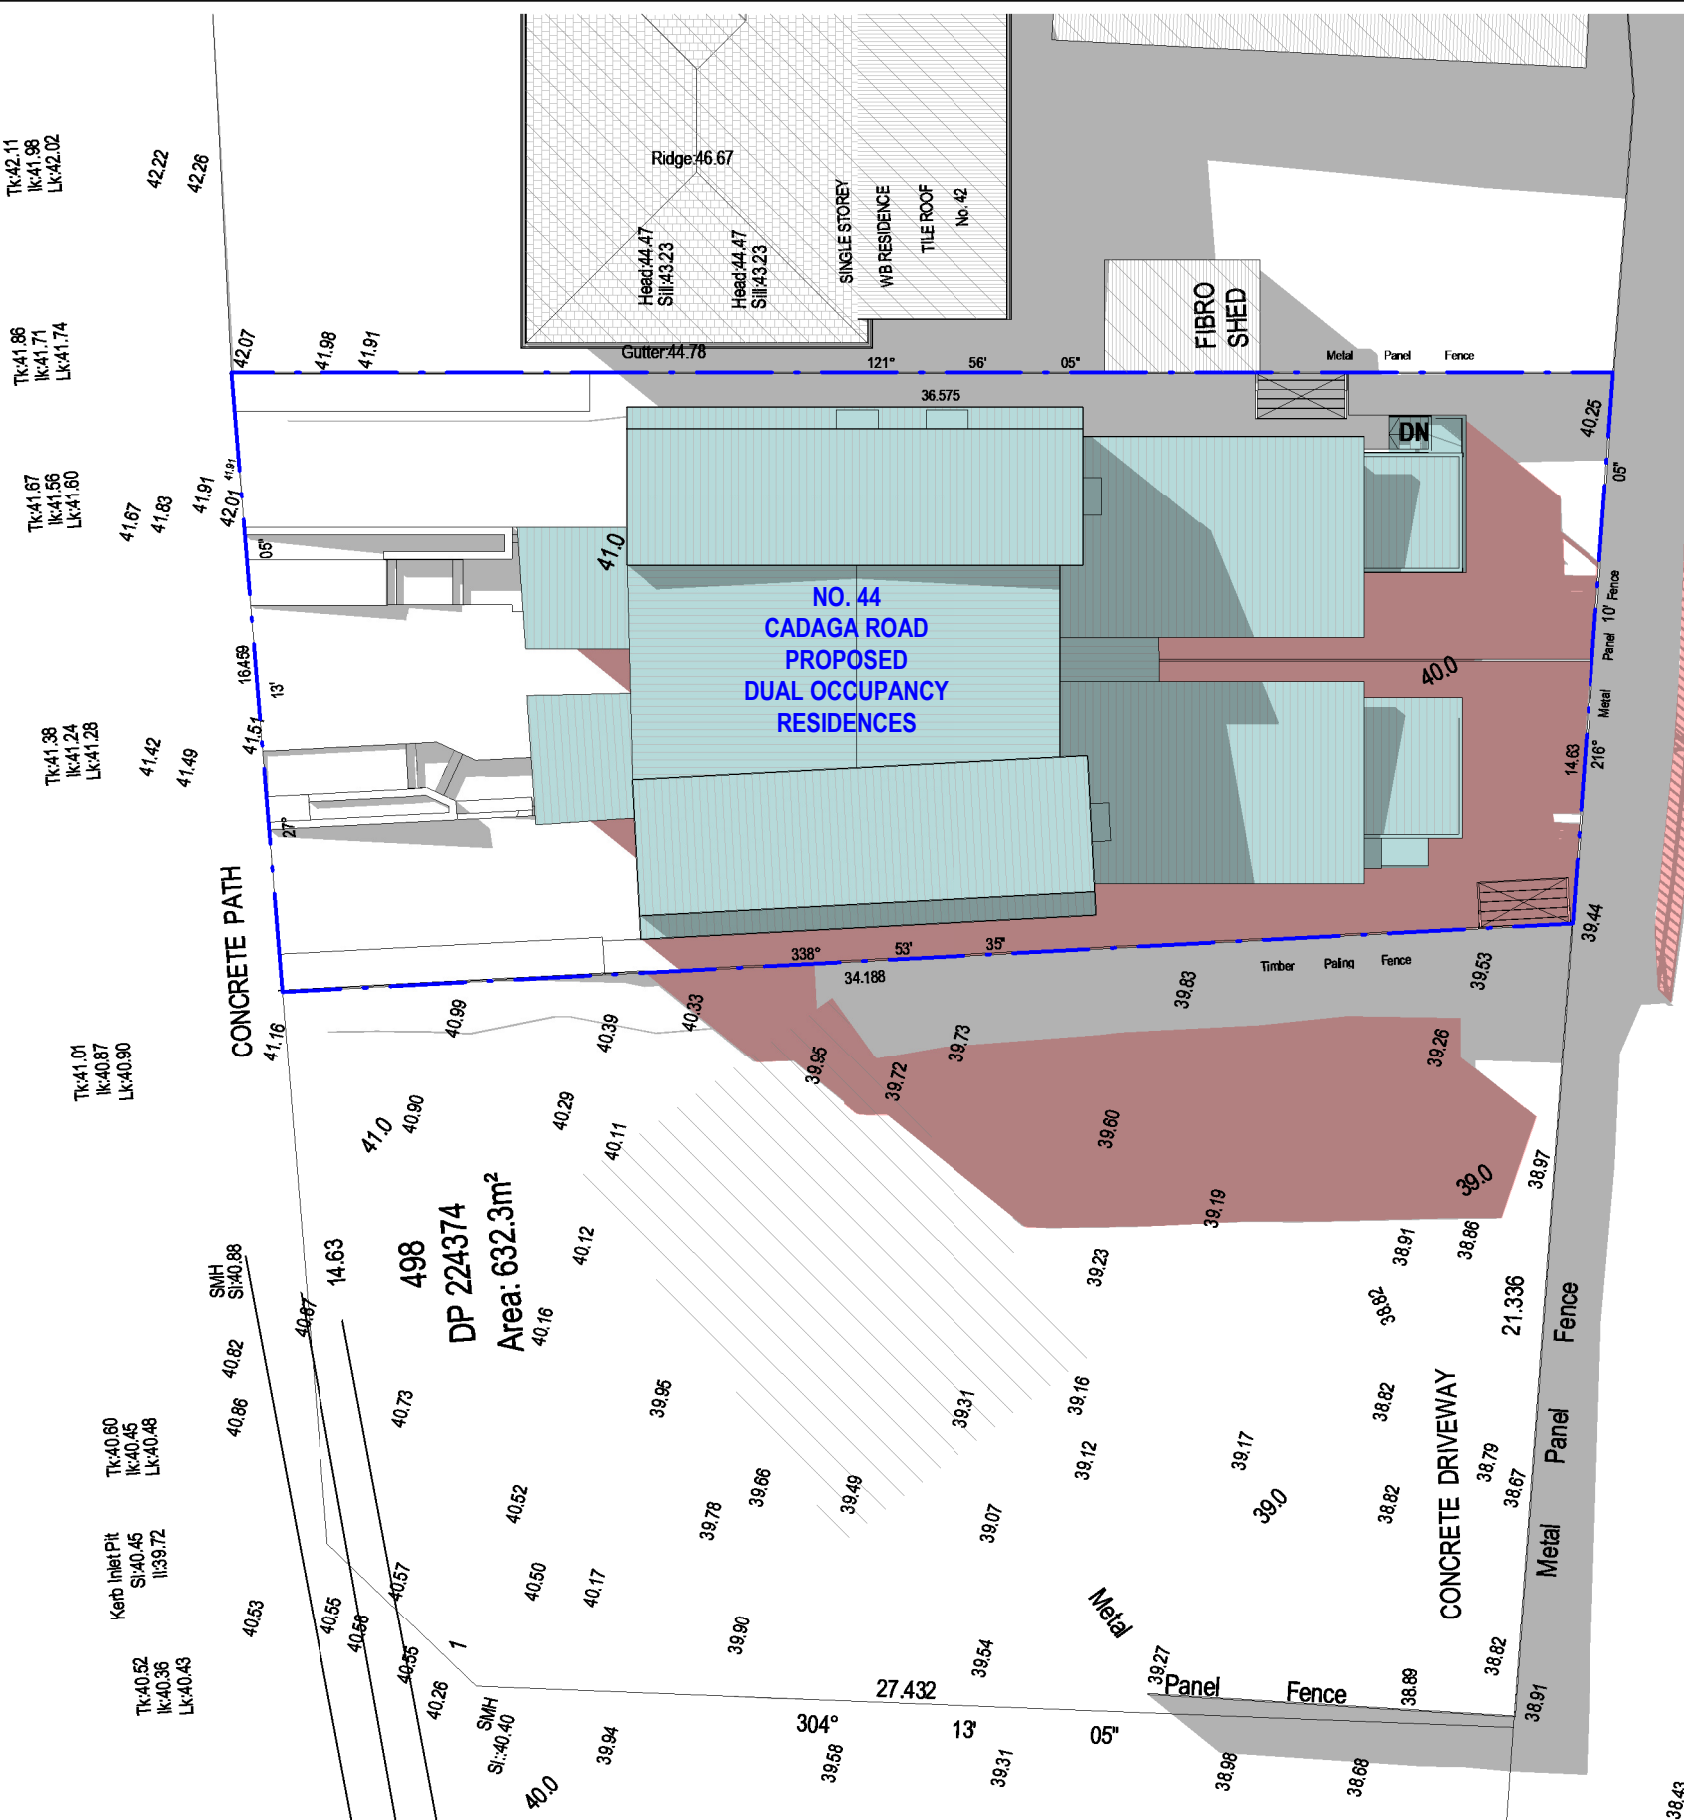 Tk:42.11
Ik:41.98
Lk:42.02
42.22
42.26
Ridge:46.67
Head:44.47
Sill:43.23
Head:44.47
Sill:43.23
SINGLE STOREY
WB RESIDENCE
TILE ROOF
No. 42
FIBRO
SHED
Tk:41.86
Ik:41.71
Lk:41.74
42.07
41.98
41.91
Gutter:44.78
121° 56' 05"
Metal Panel Fence
36.575
40.25
DN
05"
Tk:41.67
Ik:41.56
Lk:41.60
41.67
41.83
41.91
42.01
41.91
05"
41.0
NO. 44
CADAGA ROAD
PROPOSED
DUAL OCCUPANCY
RESIDENCES
40.0
Metal Panel 10' Fence
16.459
13'
41.51
Tk:41.38
Ik:41.24
Lk:41.28
41.42
41.49
27°
14.63
216°
CONCRETE PATH
338° 53' 35"
34.188
Timber Paling Fence
39.44
39.53
39.83
41.16
40.99
40.39
40.33
39.95
39.72
39.73
39.26
Tk:41.01
Ik:40.87
Lk:40.90
41.0
40.90
40.29
40.11
39.60
39.0
38.97
39.19
498
DP 224374
Area: 632.3m²
14.63
40.12
40.16
39.23
38.91
38.86
38.82
21.336
SMH
Sl:40.88
40.87
40.82
40.86
40.73
39.95
39.31
39.16
38.82
Tk:40.60
Ik:40.45
Lk:40.48
40.52
39.78
39.66
39.49
39.07
39.12
39.17
39.0
38.82
38.79
38.67
CONCRETE DRIVEWAY
Metal Panel Fence
Kerb Inlet Pit
Sl:40.45
Il:39.72
40.53
40.55
40.56
40.57
40.50
40.17
39.90
39.54
Metal
Panel
Fence
39.27
38.89
38.82
38.91
Tk:40.52
Ik:40.36
Lk:40.43
40.55
40.26
1
SMH
Sl:.:40.40
27.432
304° 13' 05"
40.0
39.94
39.58
39.31
38.98
38.68
38.43